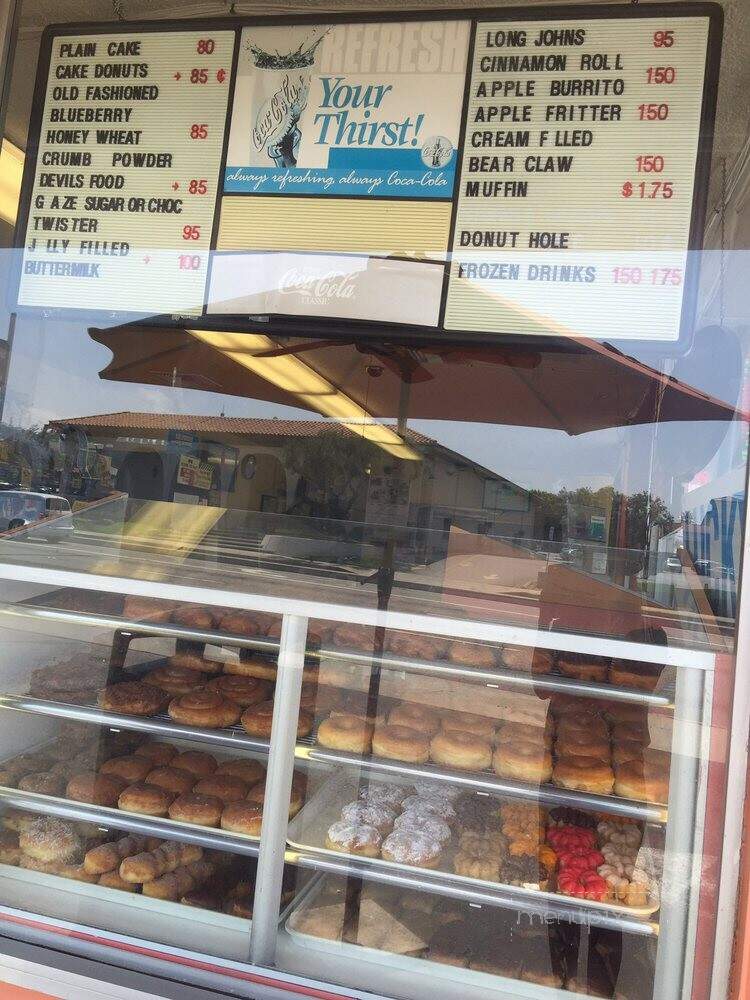 PLAIN CAKE 80
CAKE DONUTS + 85 ¢
OLD FASHIONED
BLUEBERRY
HONEY WHEAT 85
CRUMB POWDER
DEVILS FOOD + 85
G AZE SUGAR OR CHOC
TWISTER 95
J LLY FILLED
BUTTERMILK + 100
REFRESH
Your
Thirst!
Coca-Cola
always refreshing, always Coca-Cola
Coca-Cola
CLASSIC
LONG JOHNS 95
CINNAMON ROLL
APPLE BURRITO 150
APPLE FRITTER 150
CREAM F LLED
BEAR CLAW 150
MUFFIN $1.75
DONUT HOLE
FROZEN DRINKS 150 175
menupix